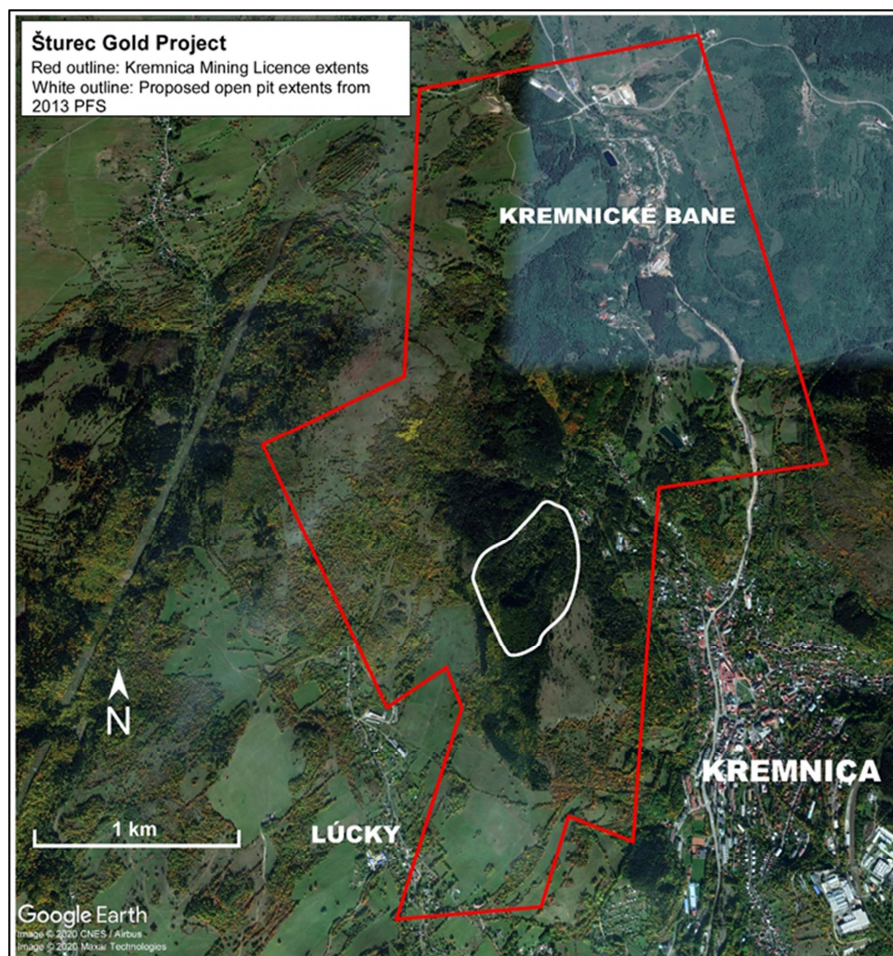 Šturec Gold Project
Red outline: Kremnica Mining Licence extents
White outline: Proposed open pit extents from
2013 PFS
KREMNICKÉ BANE
N
KREMNICA
1 km
LÚCKY
Google Earth
Image © 2020 CNES / Airbus
Image © 2020 Maxar Technologies